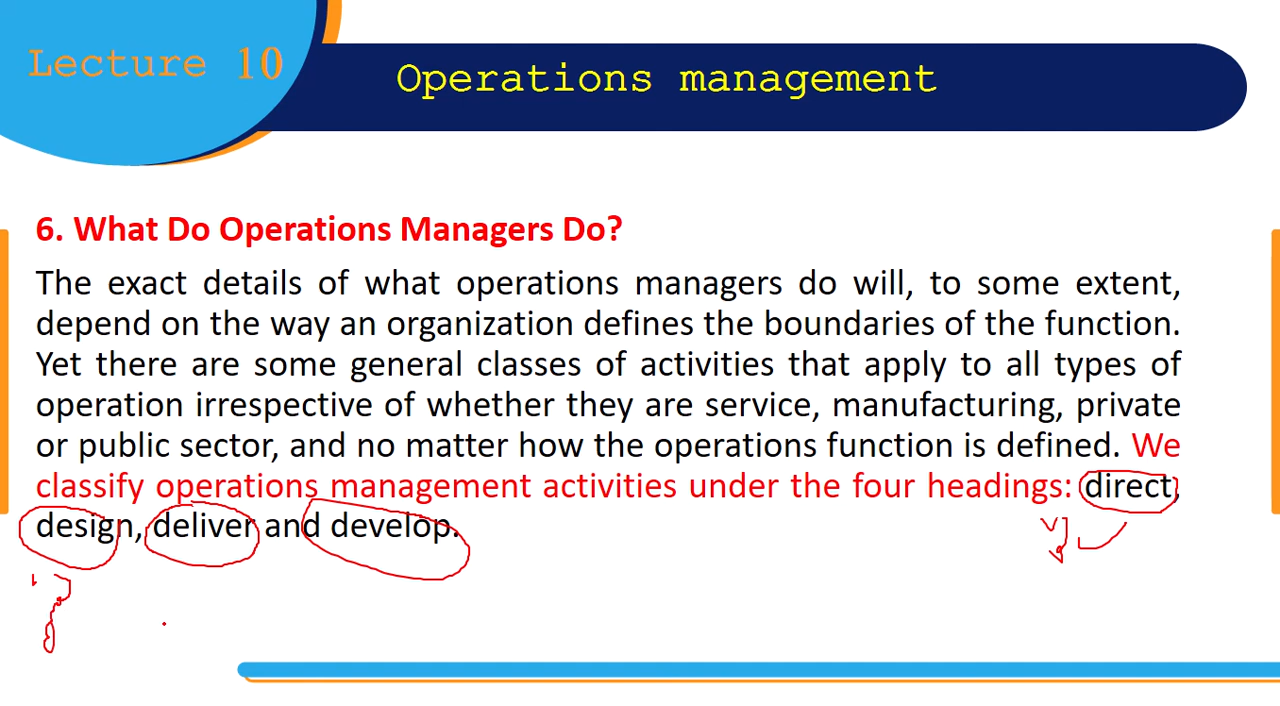 Lecture 10
Operations management
6. What Do Operations Managers Do?
The exact details of what operations managers do will, to some extent,
depend on the way an organization defines the boundaries of the function.
Yet there are some general classes of activities that apply to all types of
operation irrespective of whether they are service, manufacturing, private
or public sector, and no matter how the operations function is defined. We
classify operations management activities under the four headings: direct,
design, deliver and develop.